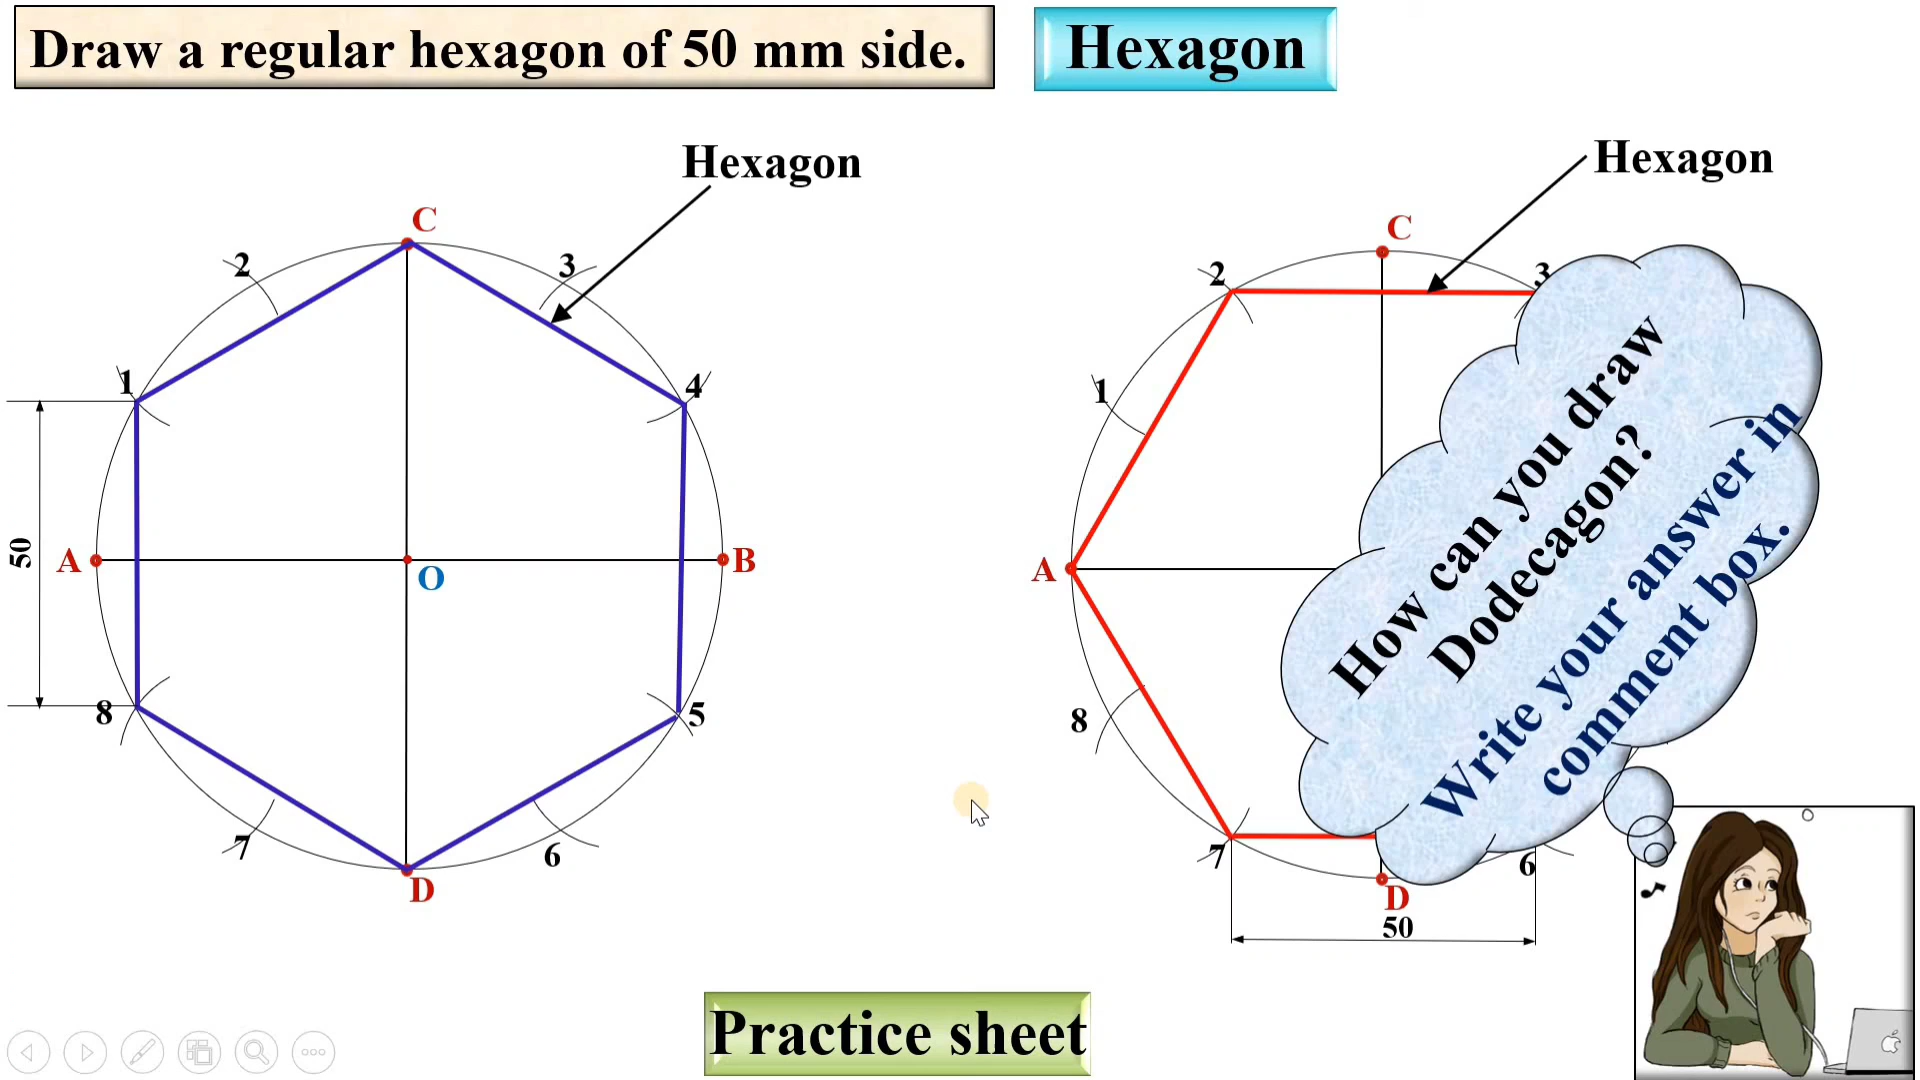 Draw a regular hexagon of 50 mm side.
Hexagon
Hexagon
C
2
3
1
4
50
A
O
B
8
5
7
6
D
Hexagon
C
2
3
1
A
8
7
6
D
50
How can you draw
Dodecagon?
Write your answer in
comment box.
Practice sheet